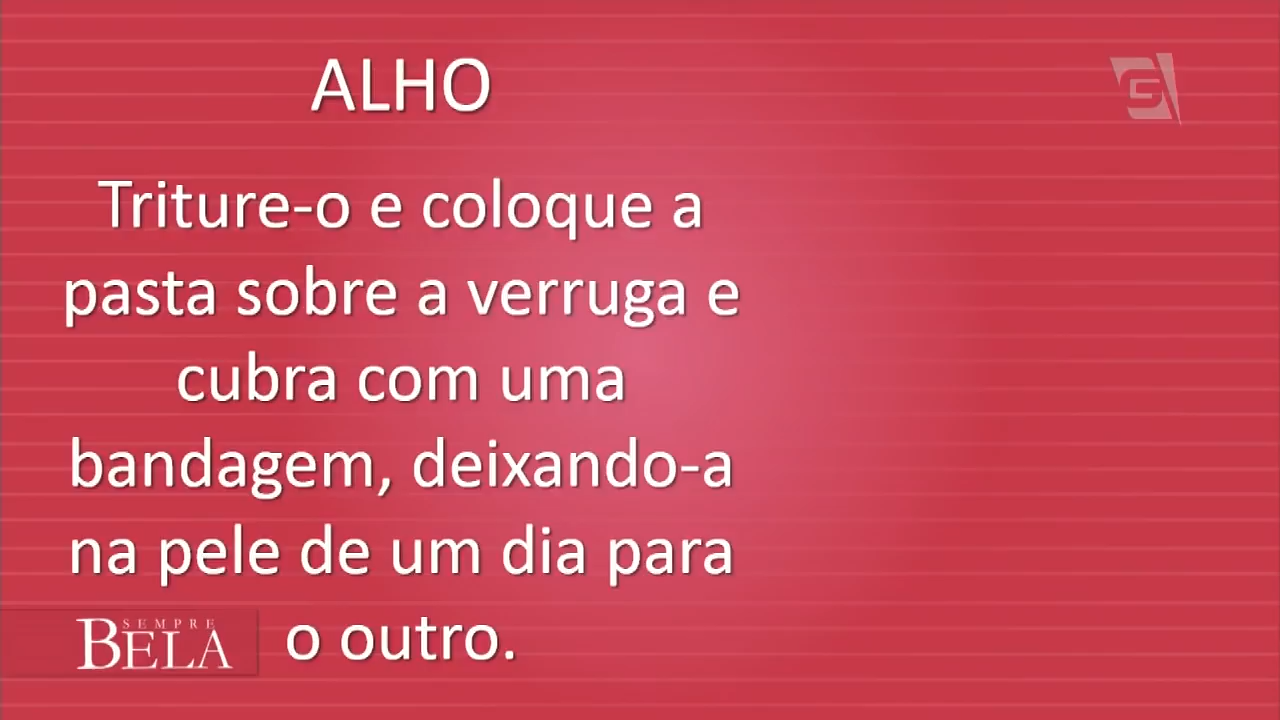 ALHO
Triture-o e coloque a
pasta sobre a verruga e
cubra com uma
bandagem, deixando-a
na pele de um dia para
o outro.
SEMPRE
BELA